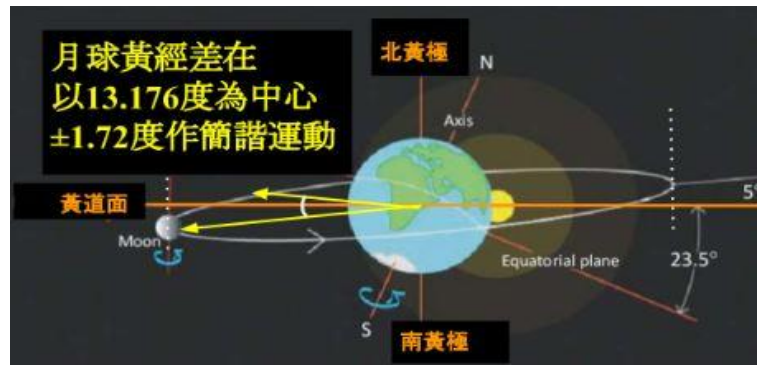 月球黃經差在
以13.176度為中心
±1.72度作簡諧運動
北黃極
N
Axis
黃道面
5°
Moon
Equatorial plane
23.5°
S
南黃極